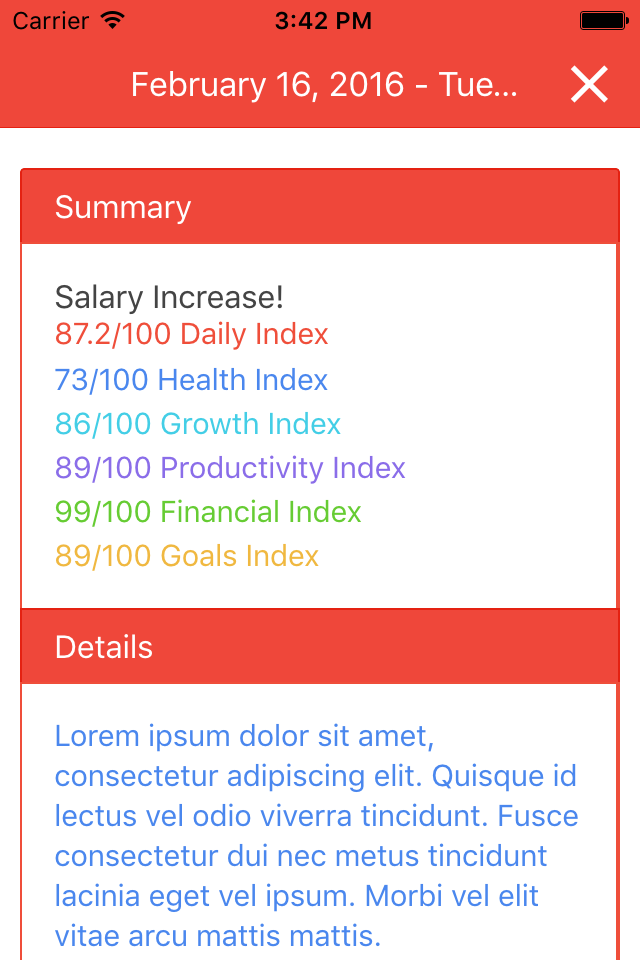 Carrier 3:42 PM
February 16, 2016 - Tue...
Summary
Salary Increase!
87.2/100 Daily Index
73/100 Health Index
86/100 Growth Index
89/100 Productivity Index
99/100 Financial Index
89/100 Goals Index
Details
Lorem ipsum dolor sit amet,
consectetur adipiscing elit. Quisque id
lectus vel odio viverra tincidunt. Fusce
consectetur dui nec metus tincidunt
lacinia eget vel ipsum. Morbi vel elit
vitae arcu mattis mattis.